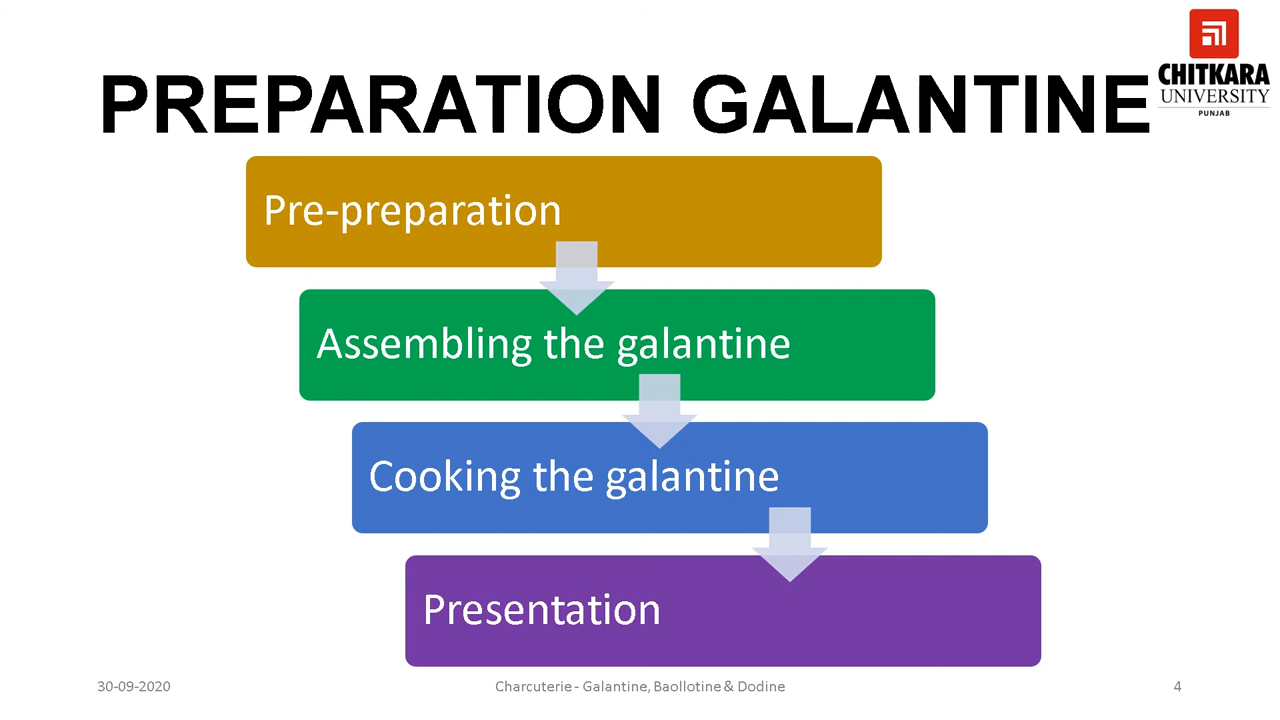 PREPARATION GALANTINE
CHITKARA
UNIVERSITY
PUNJAB
Pre-preparation
Assembling the galantine
Cooking the galantine
Presentation
30-09-2020
Charcuterie - Galantine, Baollotine & Dodine
4